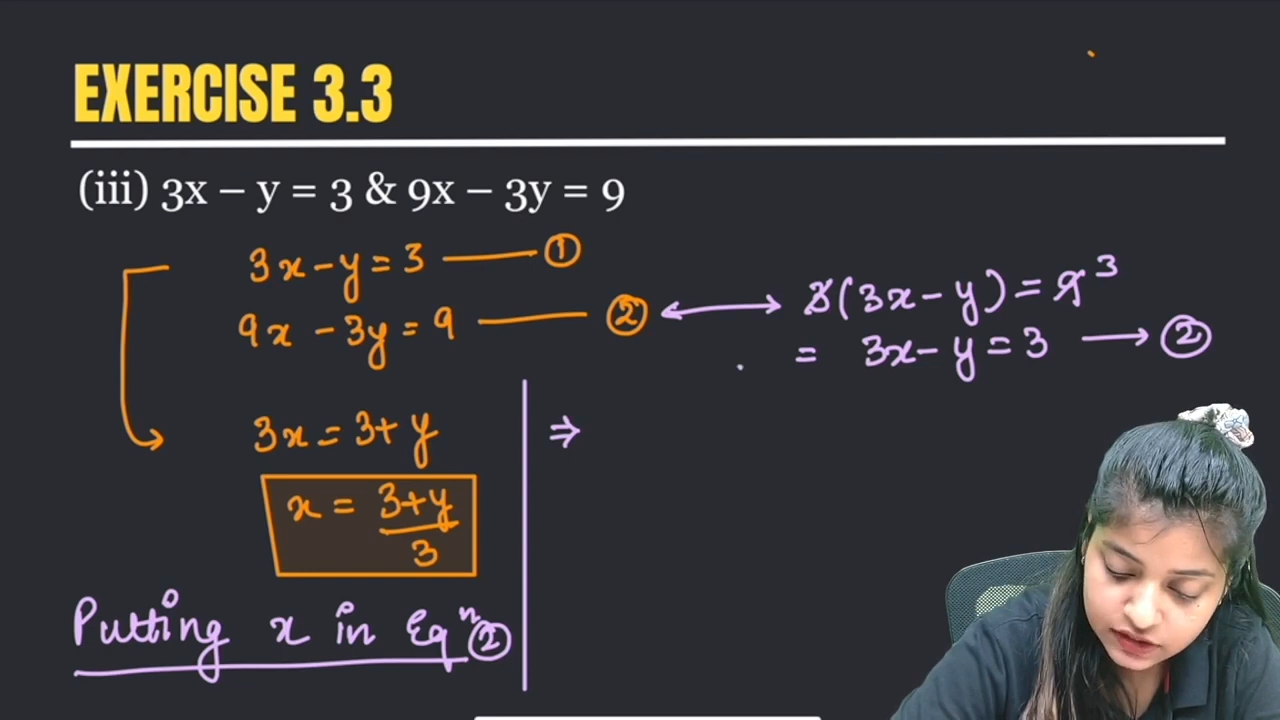 EXERCISE 3.3
(iii) 3x – y = 3 & 9x – 3y = 9
3x – y = 3 —— ①
9x – 3y = 9 —— ②
3(3x – y) = 9 3
= 3x – y = 3 → ②
3x = 3 + y
⇒
x = 3+y
3
Putting x in Eqⁿ ②